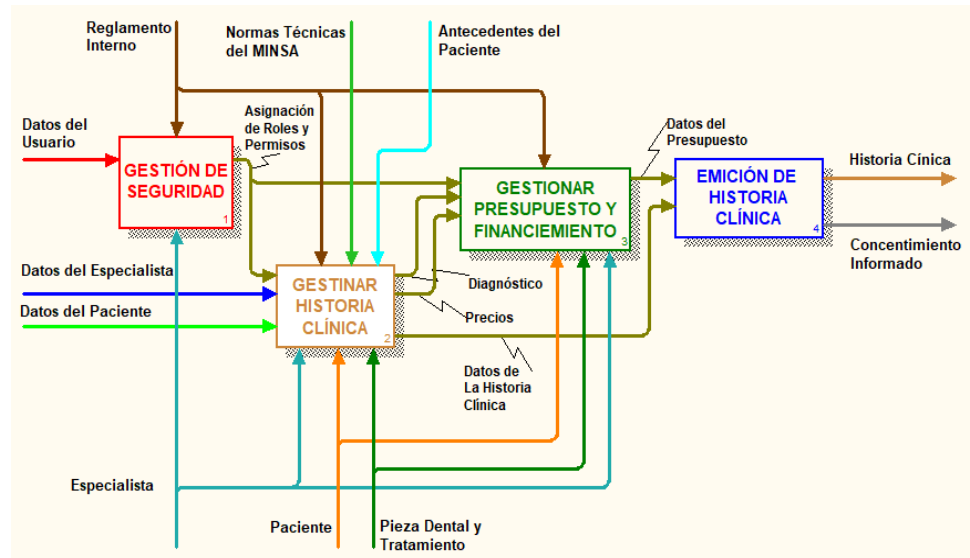 Reglamento
Interno
Normas Técnicas
del MINSA
Antecedentes del
Paciente
Asignación
de Roles y
Permisos
Datos del
Usuario
GESTIÓN DE
SEGURIDAD
1
Datos del
Presupuesto
GESTIONAR
PRESUPUESTO Y
FINANCIEMIENTO
3
EMICIÓN DE
HISTORIA
CLÍNICA
4
Historia Cínica
Concentimiento
Informado
Datos del Especialista
Datos del Paciente
GESTINAR
HISTORIA
CLÍNICA
2
Diagnóstico
Precios
Datos de
La Historia
Clínica
Especialista
Paciente
Pieza Dental y
Tratamiento